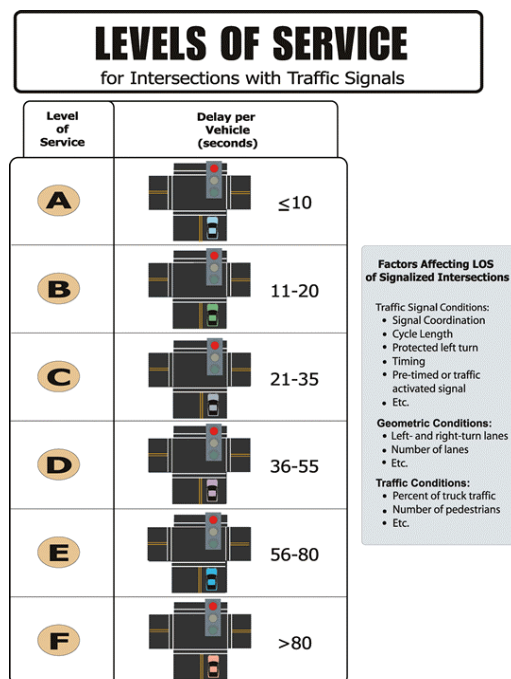 LEVELS OF SERVICE
for Intersections with Traffic Signals
Level
of
Service
Delay per
Vehicle
(seconds)
A
≤10
B
11-20
C
21-35
D
36-55
E
56-80
F
>80
Factors Affecting LOS
of Signalized Intersections
Traffic Signal Conditions:
• Signal Coordination
• Cycle Length
• Protected left turn
• Timing
• Pre-timed or traffic
activated signal
• Etc.
Geometric Conditions:
• Left- and right-turn lanes
• Number of lanes
• Etc.
Traffic Conditions:
• Percent of truck traffic
• Number of pedestrians
• Etc.